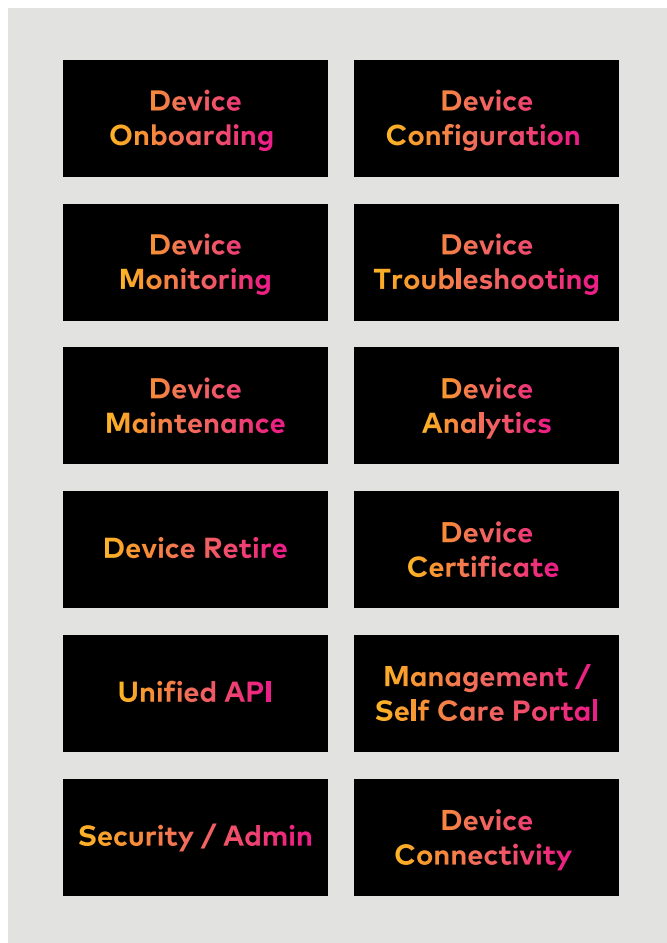 Device
Onboarding
Device
Configuration
Device
Monitoring
Device
Troubleshooting
Device
Maintenance
Device
Analytics
Device Retire
Device
Certificate
Unified API
Management /
Self Care Portal
Security / Admin
Device
Connectivity